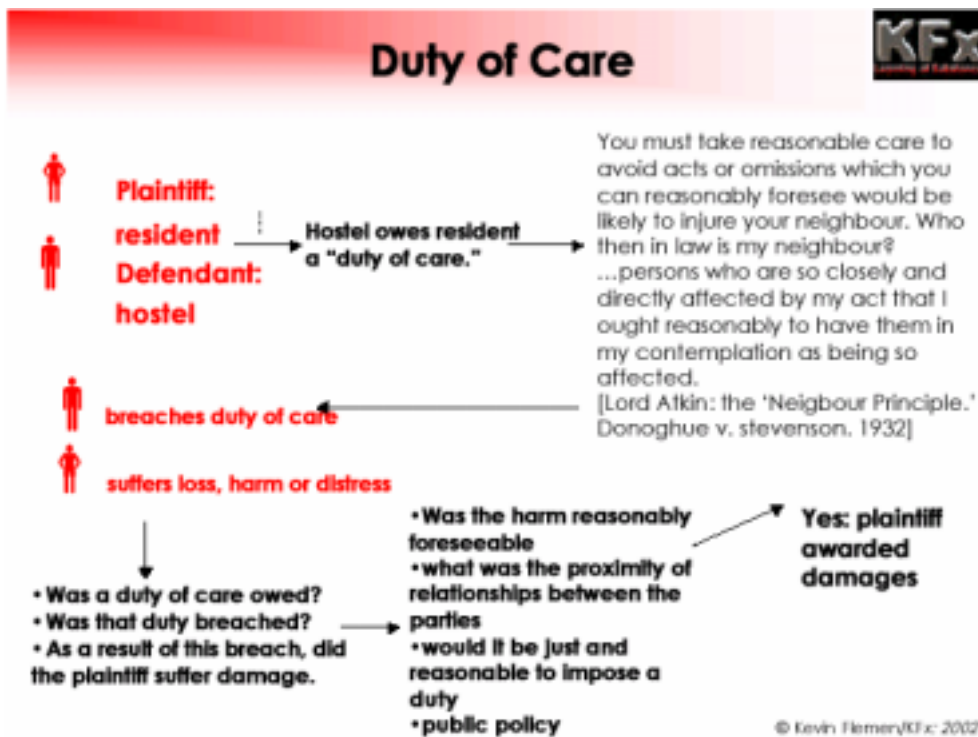 Duty of Care
KFx
Plaintiff:
resident
Defendant:
hostel
Hostel owes resident
a "duty of care."
You must take reasonable care to
avoid acts or omissions which you
can reasonably foresee would be
likely to injure your neighbour. Who
then in law is my neighbour?
...persons who are so closely and
directly affected by my act that I
ought reasonably to have them in
my contemplation as being so
affected.
[Lord Atkin: the 'Neigbour Principle.'
Donoghue v. stevenson. 1932]
breaches duty of care
suffers loss, harm or distress
•Was a duty of care owed?
•Was that duty breached?
•As a result of this breach, did
the plaintiff suffer damage.
•Was the harm reasonably
foreseeable
•what was the proximity of
relationships between the
parties
•would it be just and
reasonable to impose a
duty
•public policy
Yes: plaintiff
awarded
damages
© Kevin Flemen/KFx: 2002